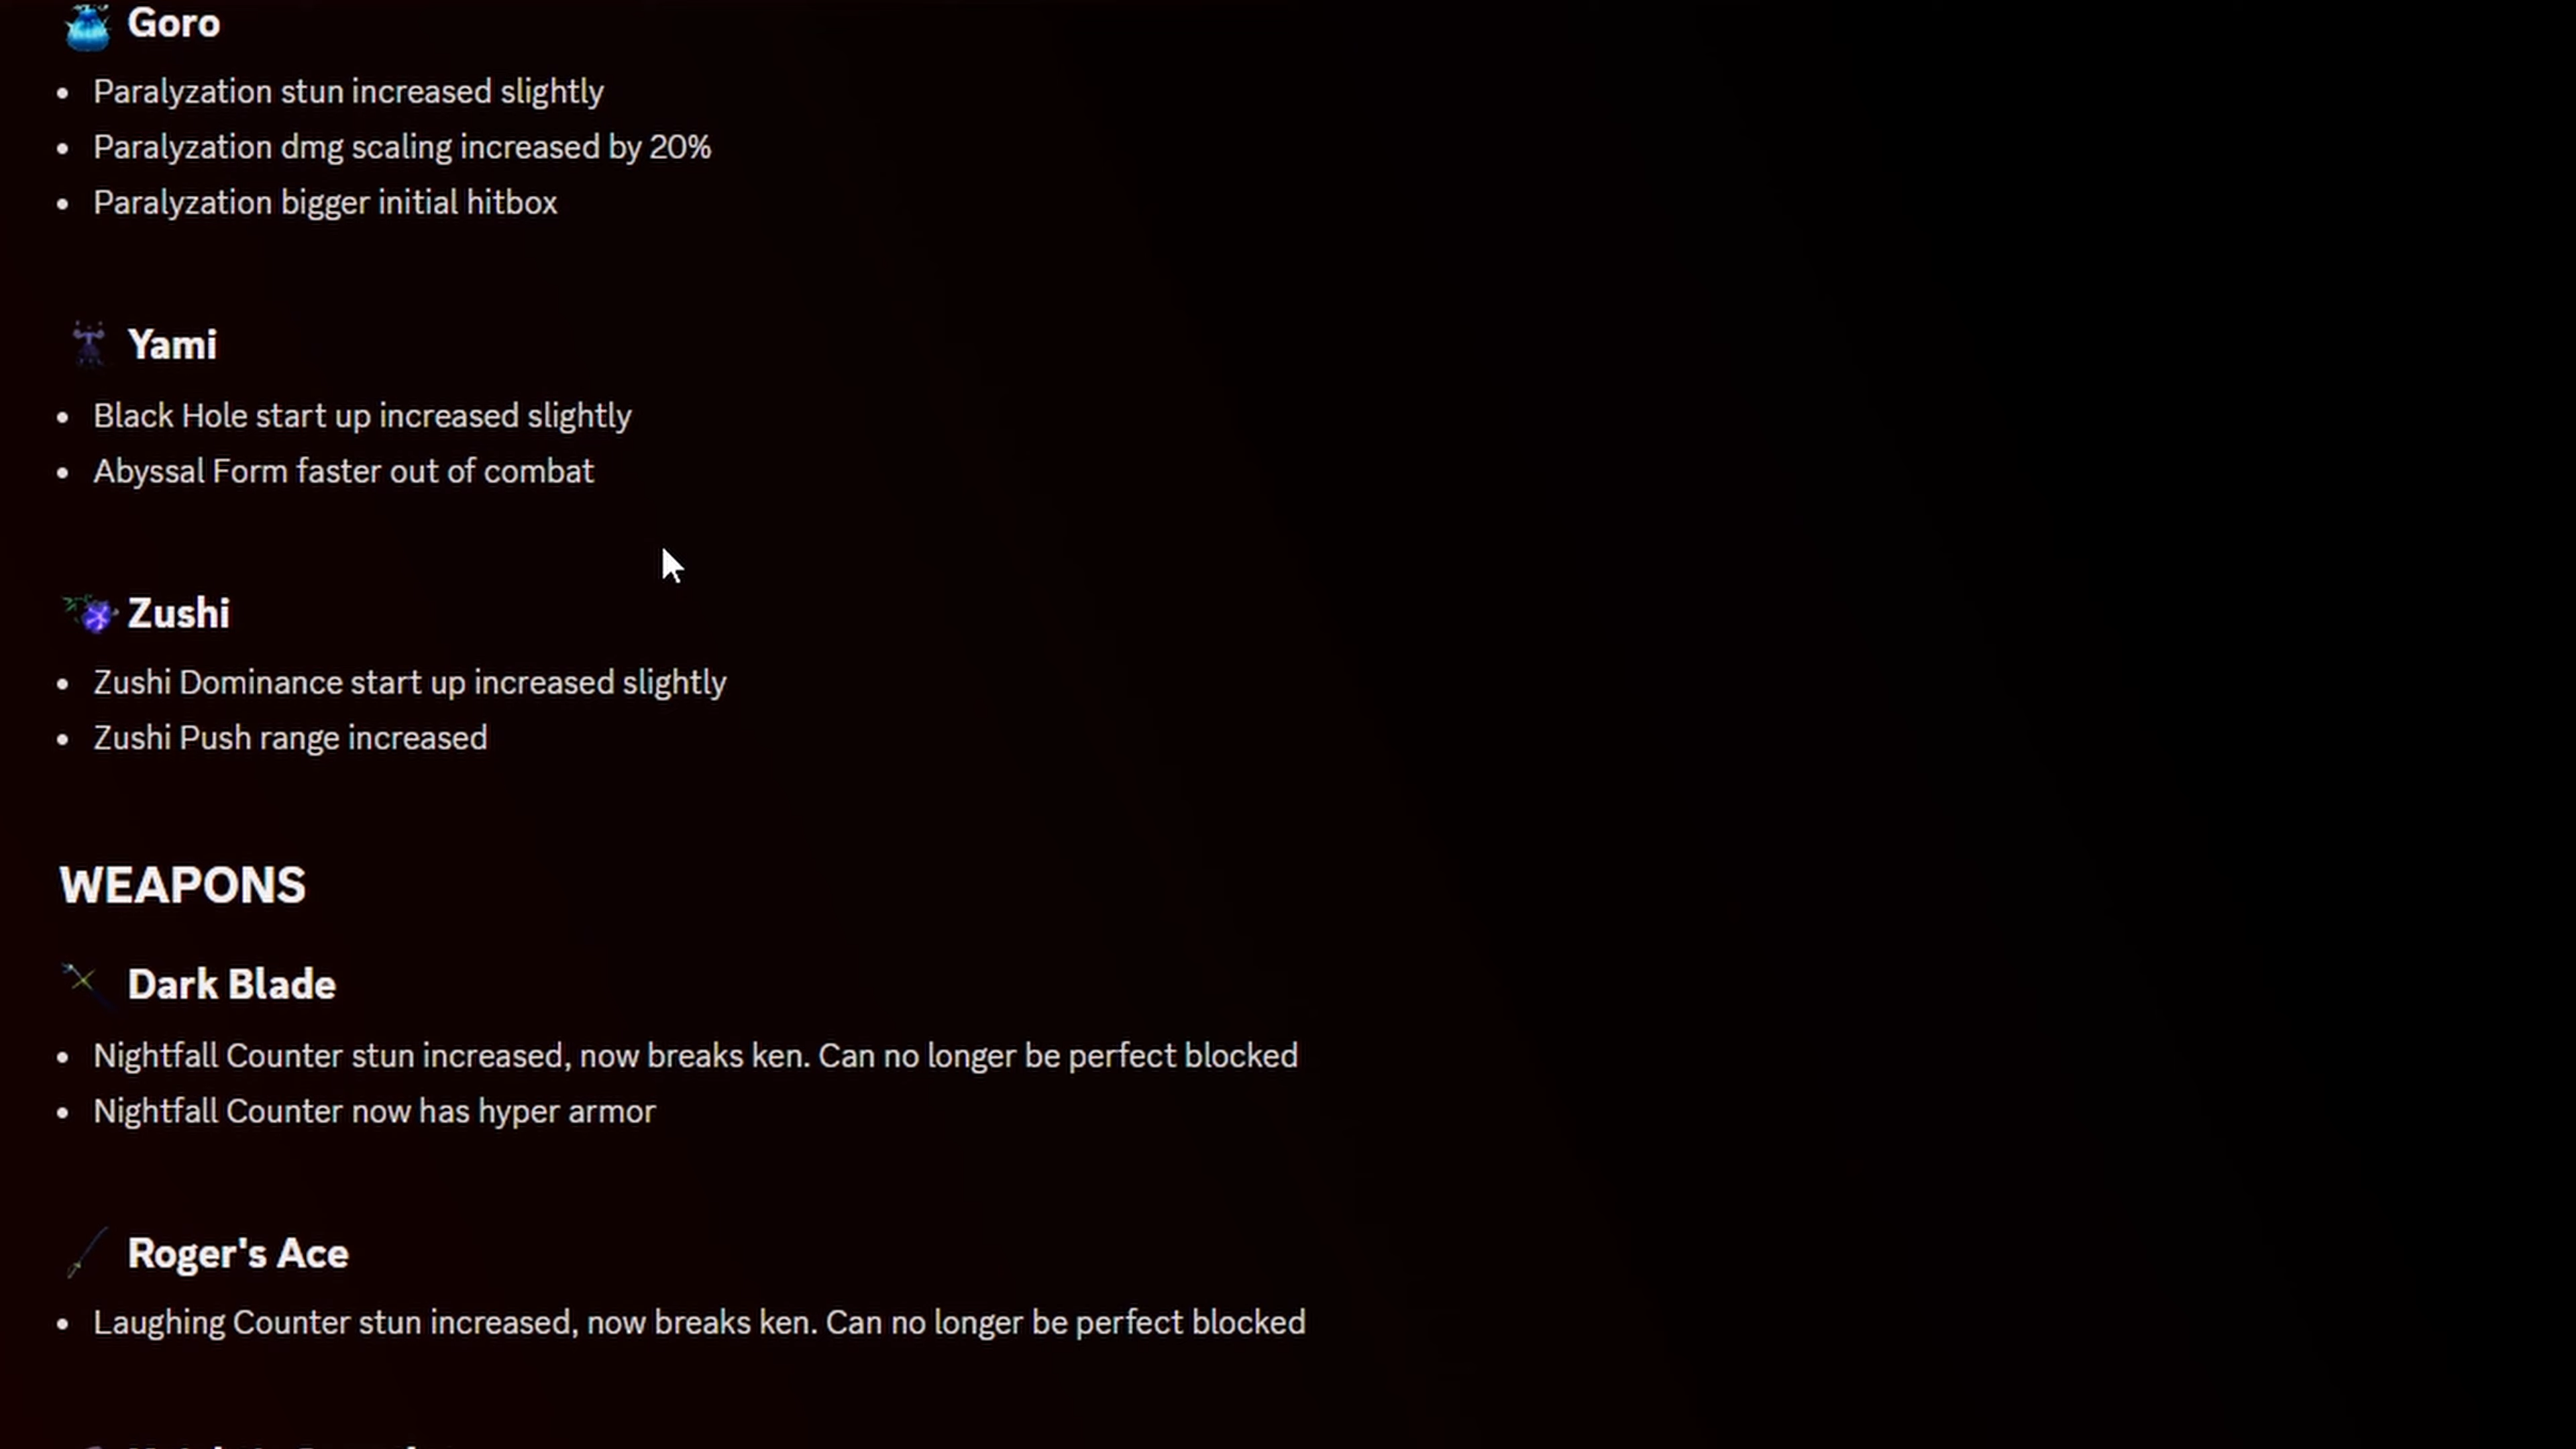 Goro
Paralyzation stun increased slightly
Paralyzation dmg scaling increased by 20%
Paralyzation bigger initial hitbox
Yami
Black Hole start up increased slightly
Abyssal Form faster out of combat
Zushi
Zushi Dominance start up increased slightly
Zushi Push range increased
WEAPONS
Dark Blade
Nightfall Counter stun increased, now breaks ken. Can no longer be perfect blocked
Nightfall Counter now has hyper armor
Roger's Ace
Laughing Counter stun increased, now breaks ken. Can no longer be perfect blocked